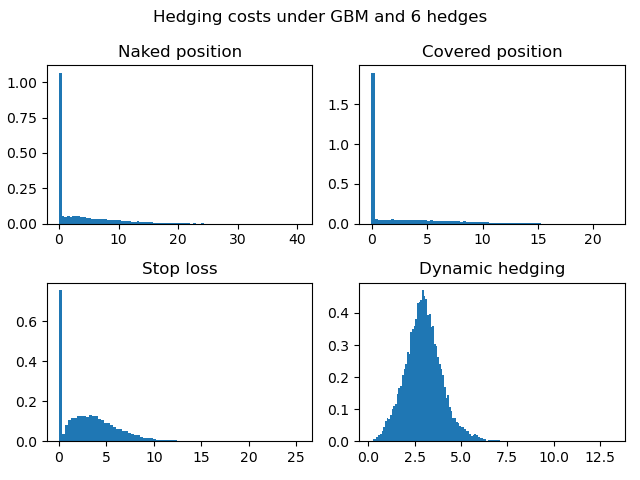 Hedging costs under GBM and 6 hedges
Naked position
1.00
0.75
0.50
0.25
0.00
0 10 20 30 40
Covered position
1.5
1.0
0.5
0.0
0 5 10 15 20
Stop loss
0.6
0.4
0.2
0.0
0 5 10 15 20 25
Dynamic hedging
0.4
0.3
0.2
0.1
0.0
0.0 2.5 5.0 7.5 10.0 12.5